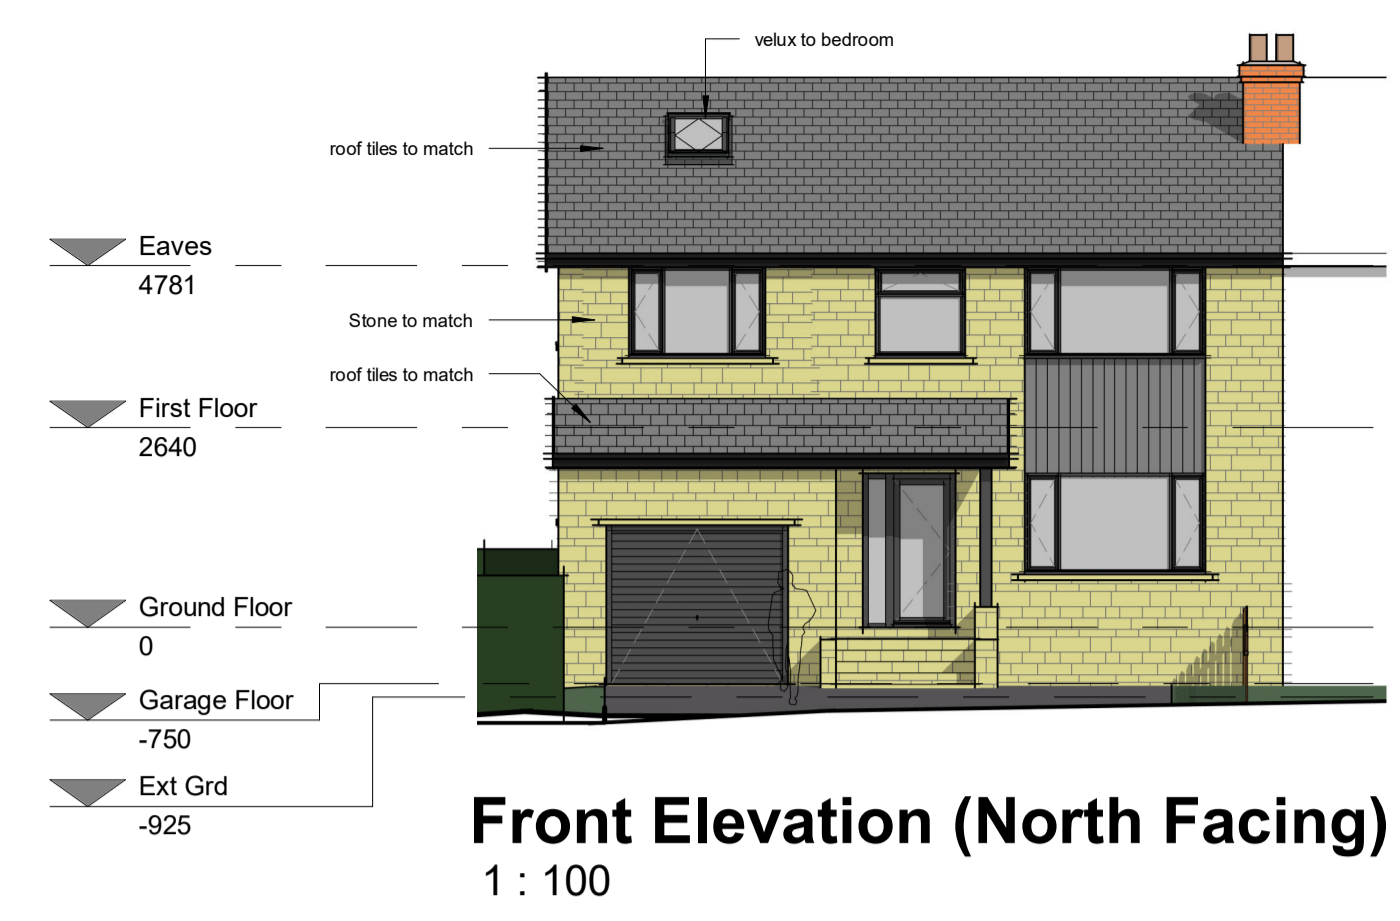 velux to bedroom
roof tiles to match
Eaves
4781
Stone to match
roof tiles to match
First Floor
2640
Ground Floor
0
Garage Floor
-750
Ext Grd
-925
Front Elevation (North Facing)
1 : 100